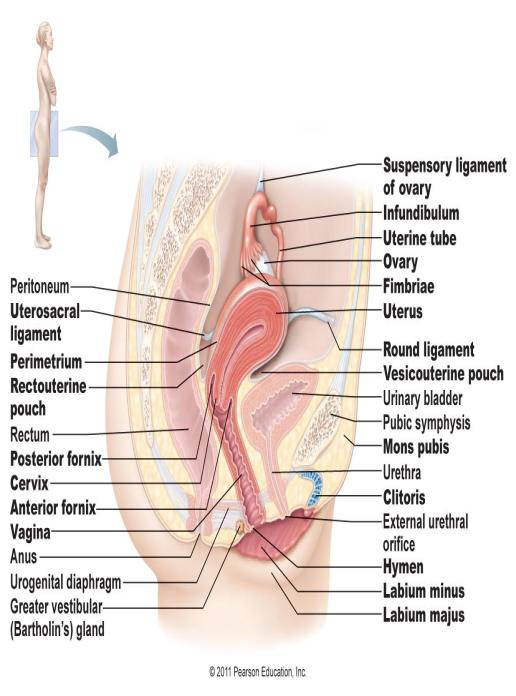 Suspensory ligament
of ovary
Infundibulum
Uterine tube
Ovary
Fimbriae
Uterus
Round ligament
Vesicouterine pouch
Urinary bladder
Pubic symphysis
Mons pubis
Urethra
Clitoris
External urethral
orifice
Hymen
Labium minus
Labium majus
Peritoneum
Uterosacral
ligament
Perimetrium
Rectouterine
pouch
Rectum
Posterior fornix
Cervix
Anterior fornix
Vagina
Anus
Urogenital diaphragm
Greater vestibular
(Bartholin's) gland
© 2011 Pearson Education, Inc.